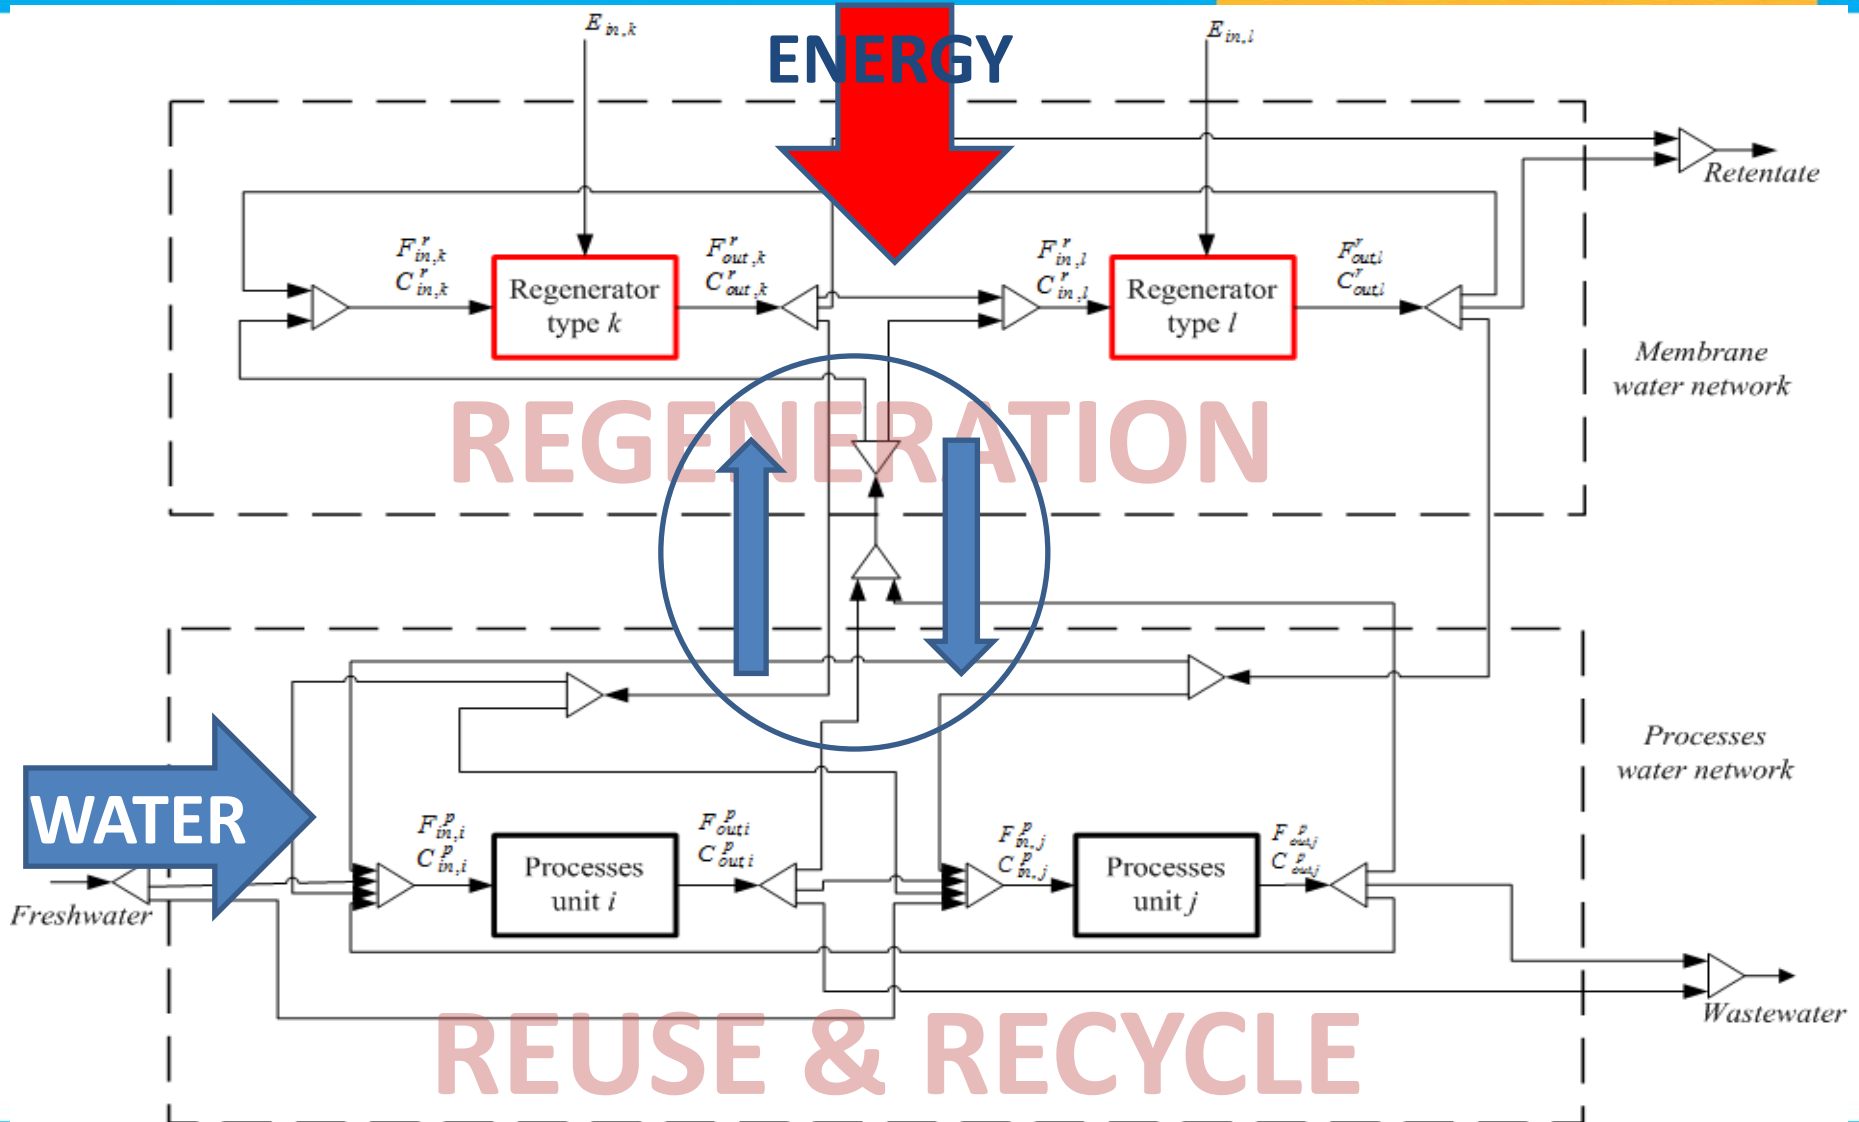 E in,k
ENERGY
E in,l
Retentate
F^r in,k
C^r in,k
Regenerator
type k
F^r out,k
C^r out,k
F^r in,l
C^r in,l
Regenerator
type l
F^r out,l
C^r out,l
Membrane
water network
REGENERATION
Processes
water network
WATER
Freshwater
F^p in,i
C^p in,i
Processes
unit i
F^p out,i
C^p out,i
F^p in,j
C^p in,j
Processes
unit j
F^p out,j
C^p out,j
Wastewater
REUSE & RECYCLE